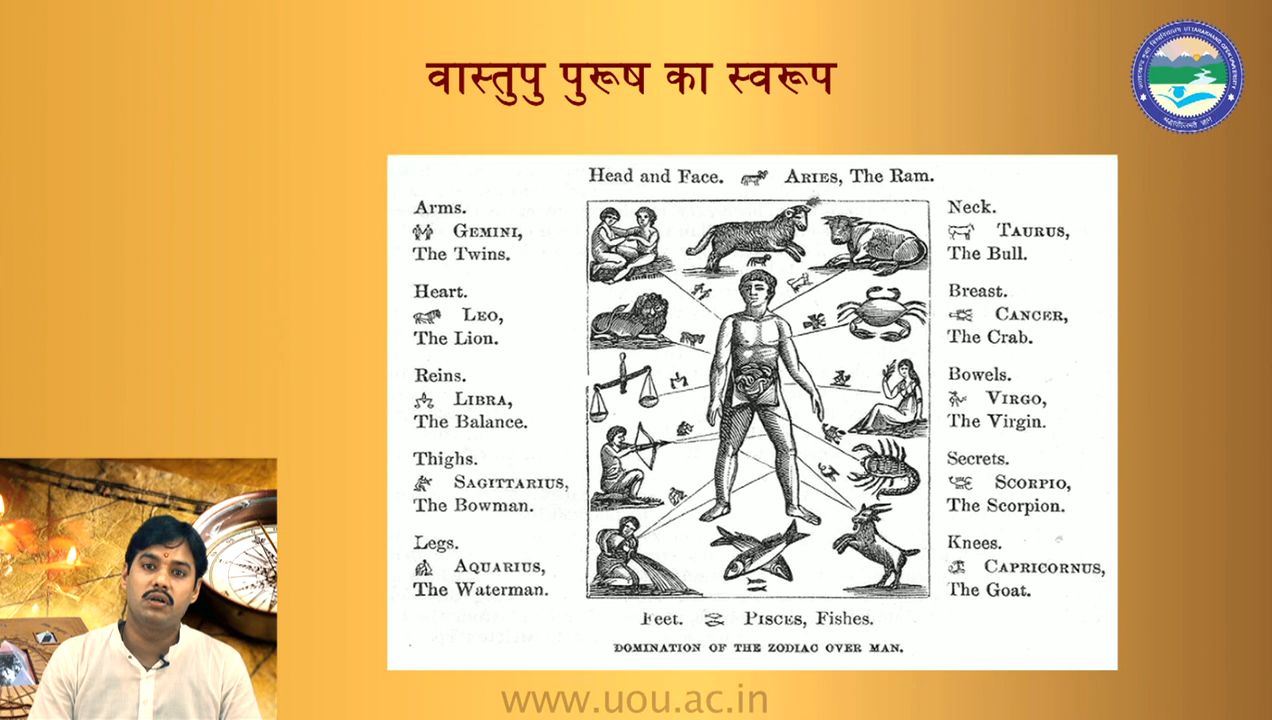 वास्तुपु पुरूष का स्वरूप
UTTARAKHAND OPEN UNIVERSITY
Head and Face. ARIES, The Ram.
Arms.
GEMINI,
The Twins.
Heart.
LEO,
The Lion.
Reins.
LIBRA,
The Balance.
Thighs.
SAGITTARIUS,
The Bowman.
Legs.
AQUARIUS,
The Waterman.
Neck.
TAURUS,
The Bull.
Breast.
CANCER,
The Crab.
Bowels.
VIRGO,
The Virgin.
Secrets.
SCORPIO,
The Scorpion.
Knees.
CAPRICORNUS,
The Goat.
Feet. PISCES, Fishes.
DOMINATION OF THE ZODIAC OVER MAN.
www.uou.ac.in